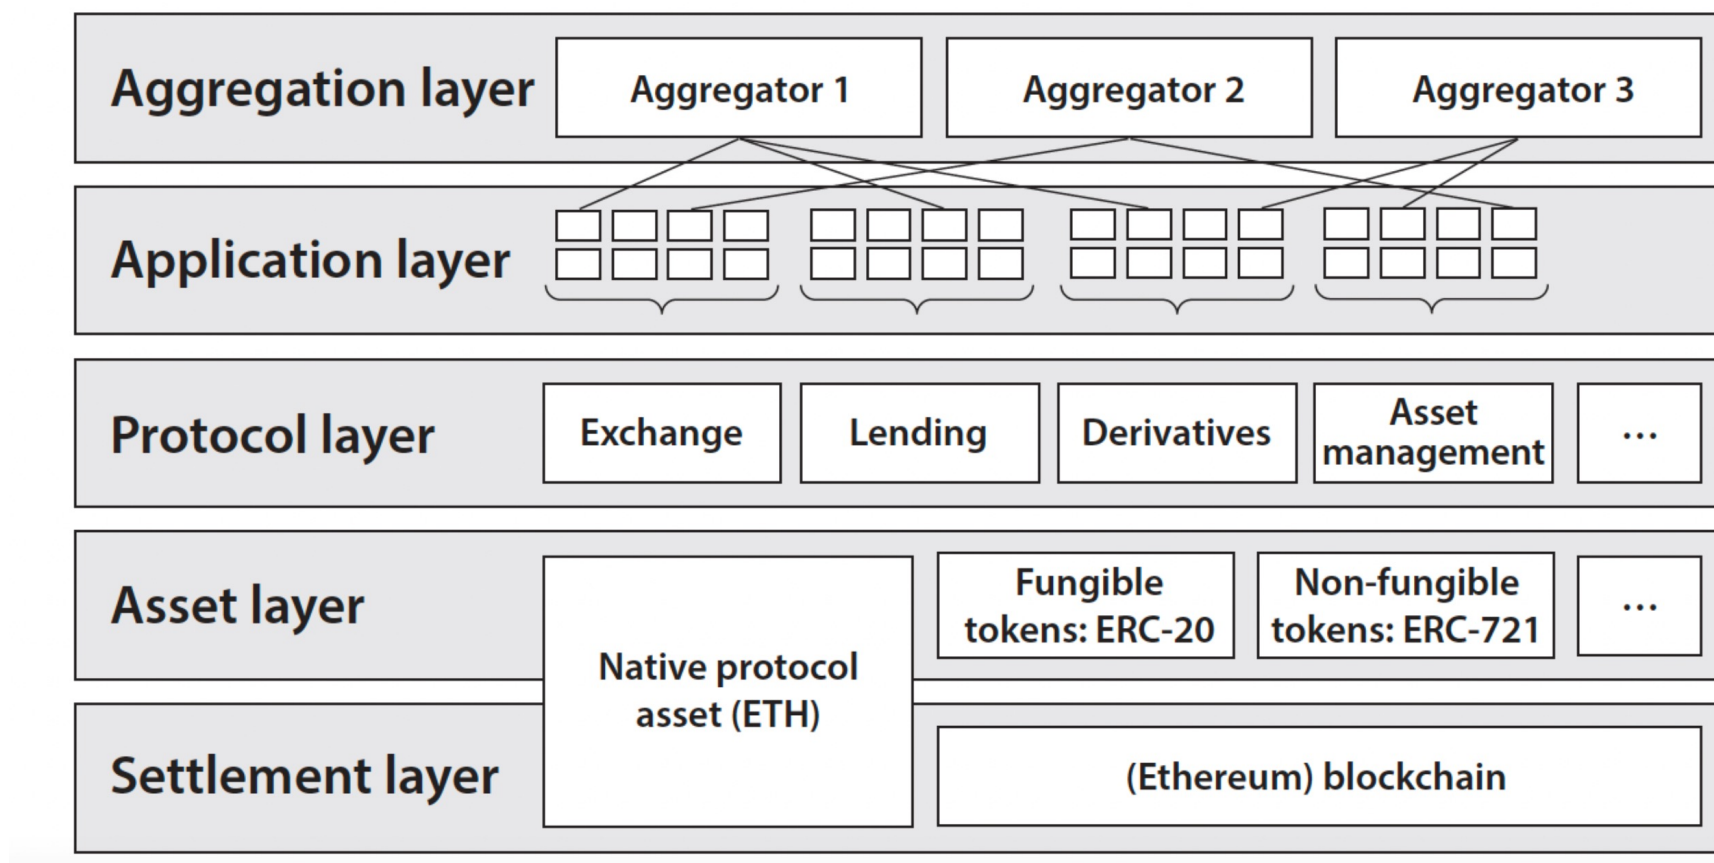 Aggregation layer
Aggregator 1
Aggregator 2
Aggregator 3
Application layer
Protocol layer
Exchange
Lending
Derivatives
Asset
management
...
Asset layer
Native protocol
asset (ETH)
Fungible
tokens: ERC-20
Non-fungible
tokens: ERC-721
...
Settlement layer
(Ethereum) blockchain